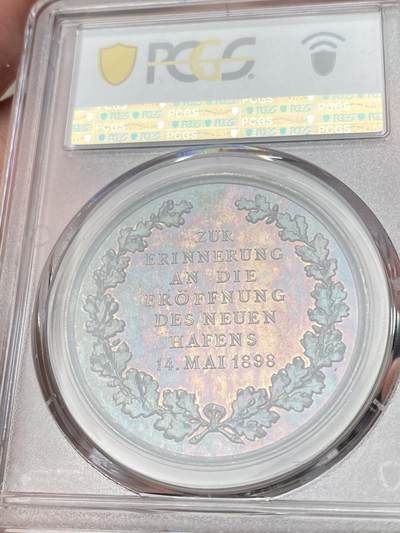 PCGS
ZUR
ERINNERUNG
AN DIE
ERÖFFNUNG
DES NEUEN
HAFENS
14. MAI 1898